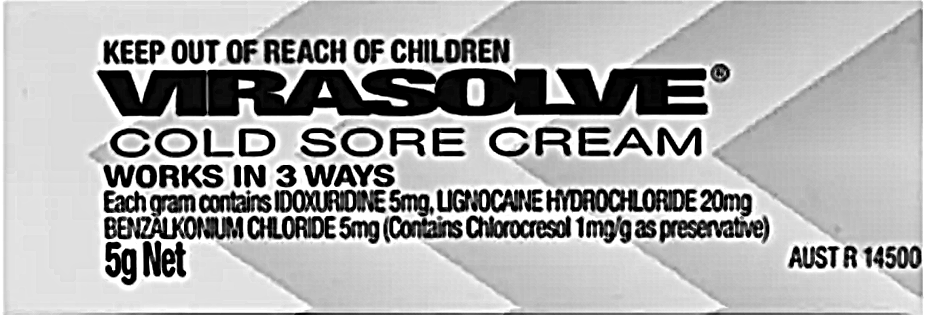 KEEP OUT OF REACH OF CHILDREN
VIRASOLVE®
COLD SORE CREAM
WORKS IN 3 WAYS
Each gram contains IDOXURIDINE 5mg, LIGNOCAINE HYDROCHLORIDE 20mg
BENZALKONIUM CHLORIDE 5mg (Contains Chlorocresol 1mg/g as preservative)
5g Net
AUST R 14500